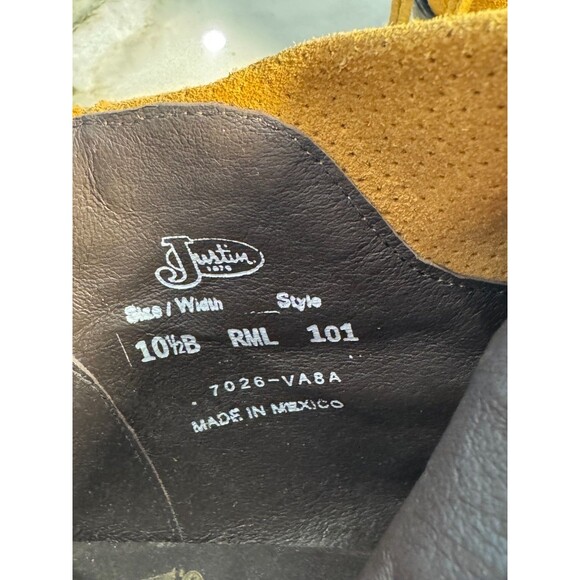 Justin
1879
Size / Width Style
10½B RML 101
7026-VA8A
MADE IN MEXICO